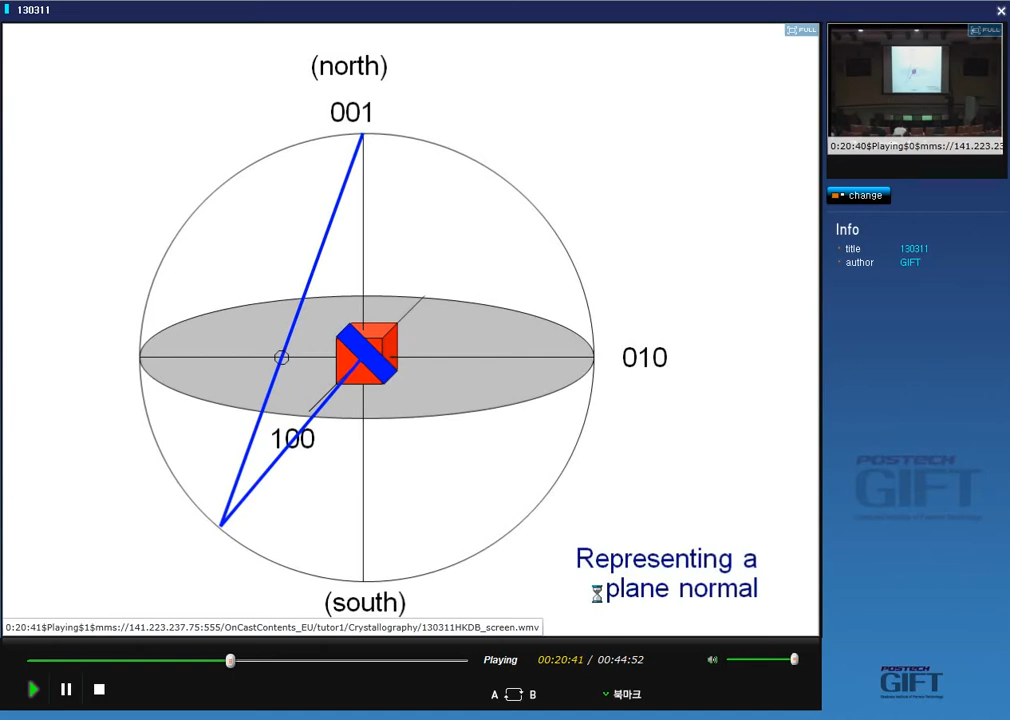 130311
FULL
(north)
001
010
100
Representing a
plane normal
(south)
0:20:41$Playing$1$mms://141.223.237.75:555/OnCastContents_EU/tutor1/Crystallography/130311HKDB_screen.wmv
Playing
00:20:41 / 00:44:52
A B
북마크
FULL
0:20:40$Playing$0$mms://141.223.23
change
Info
title 130311
author GIFT
POSTECH
GIFT
POSTECH
GIFT